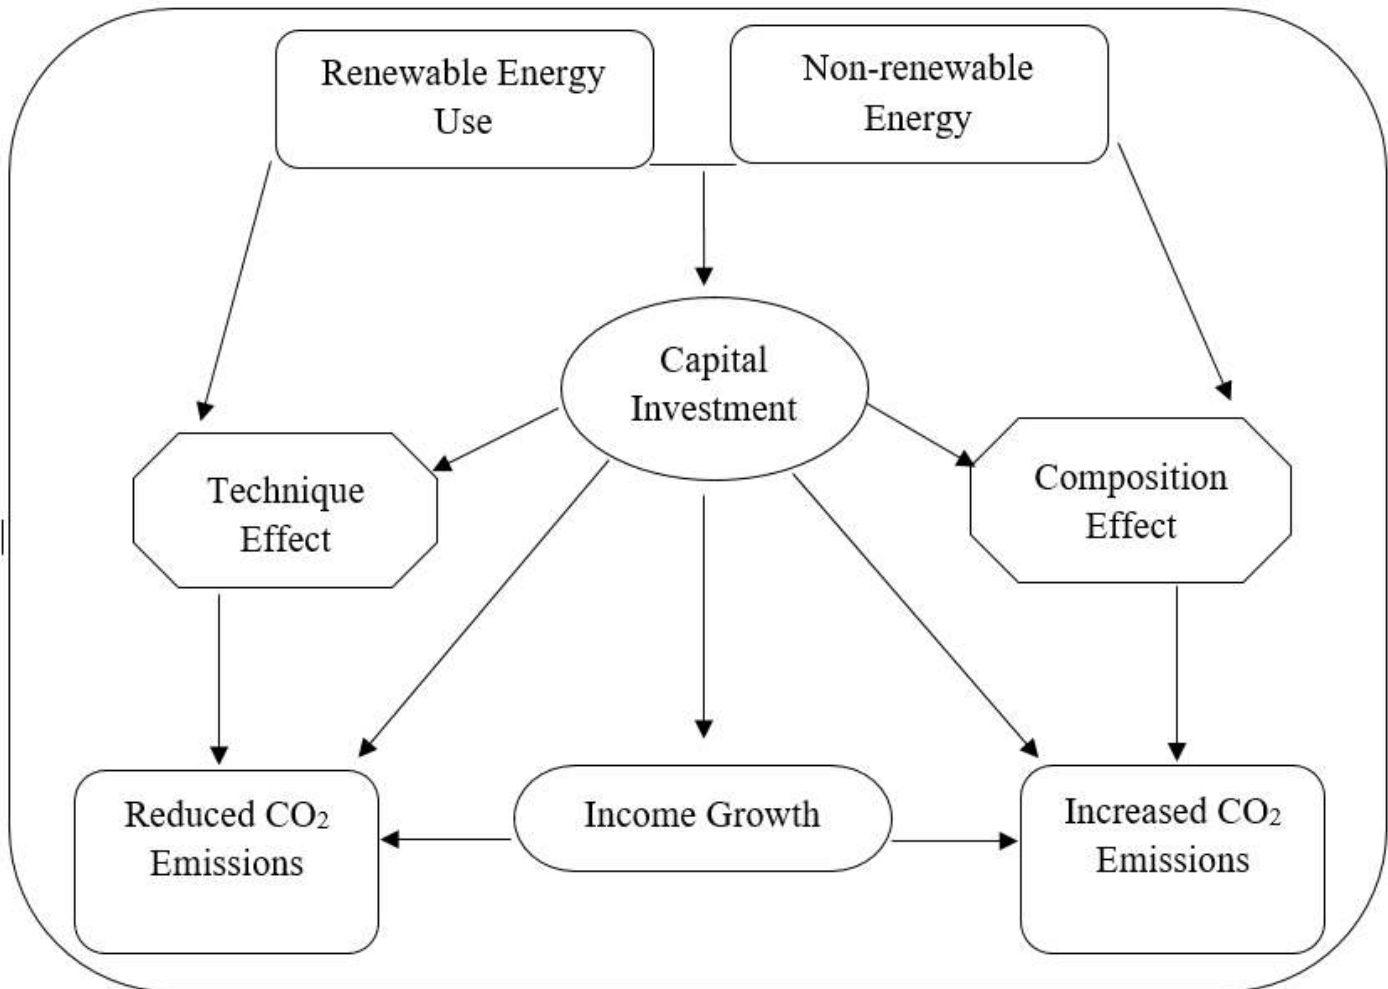 Renewable Energy
Use
Non-renewable
Energy
Capital
Investment
Technique
Effect
Composition
Effect
Reduced CO₂
Emissions
Income Growth
Increased CO₂
Emissions